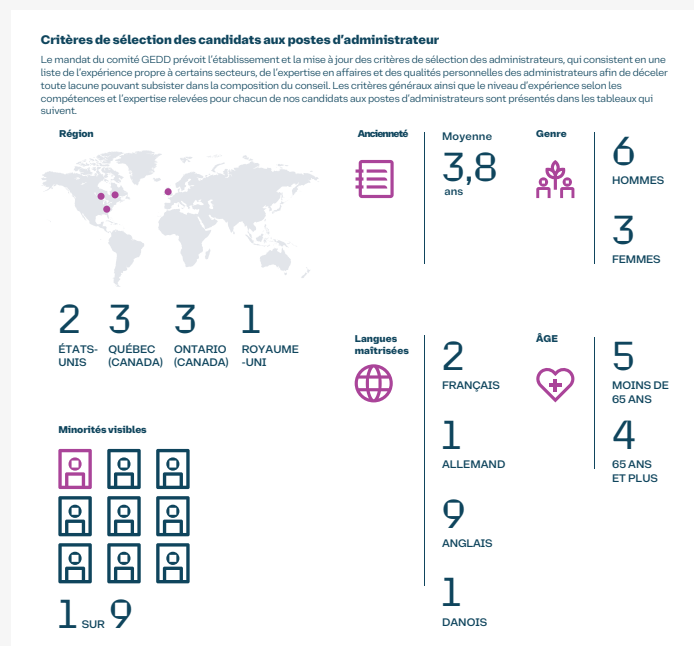 Critères de sélection des candidats aux postes d'administrateur
Le mandat du comité GEDD prévoit l'établissement et la mise à jour des critères de sélection des administrateurs, qui consistent en une
liste de l'expérience propre à certains secteurs, de l'expertise en affaires et des qualités personnelles des administrateurs afin de déceler
toute lacune pouvant subsister dans la composition du conseil. Les critères généraux ainsi que le niveau d'expérience selon les
compétences et l'expertise relevées pour chacun de nos candidats aux postes d'administrateurs sont présentés dans les tableaux qui
suivent.
Région
2
ÉTATS-
UNIS
3
QUÉBEC
(CANADA)
3
ONTARIO
(CANADA)
1
ROYAUME
-UNI
Minorités visibles
1 SUR 9
Ancienneté
Moyenne
3,8
ans
Genre
6
HOMMES
3
FEMMES
Langues
maîtrisées
2
FRANÇAIS
1
ALLEMAND
9
ANGLAIS
1
DANOIS
ÂGE
5
MOINS DE
65 ANS
4
65 ANS
ET PLUS